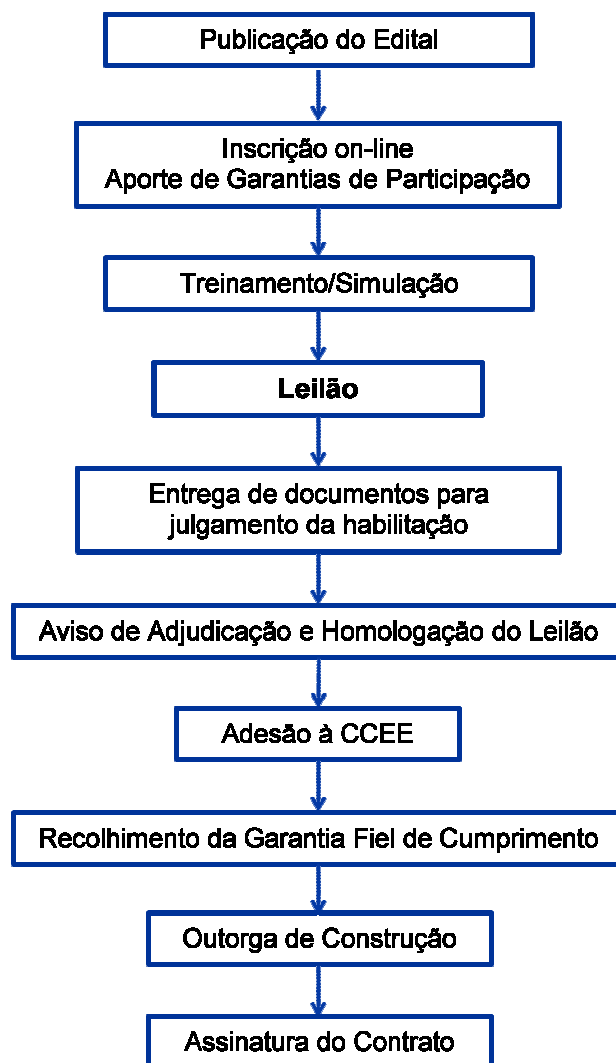 Publicação do Edital
Inscrição on-line
Aporte de Garantias de Participação
Treinamento/Simulação
Leilão
Entrega de documentos para
julgamento da habilitação
Aviso de Adjudicação e Homologação do Leilão
Adesão à CCEE
Recolhimento da Garantia Fiel de Cumprimento
Outorga de Construção
Assinatura do Contrato